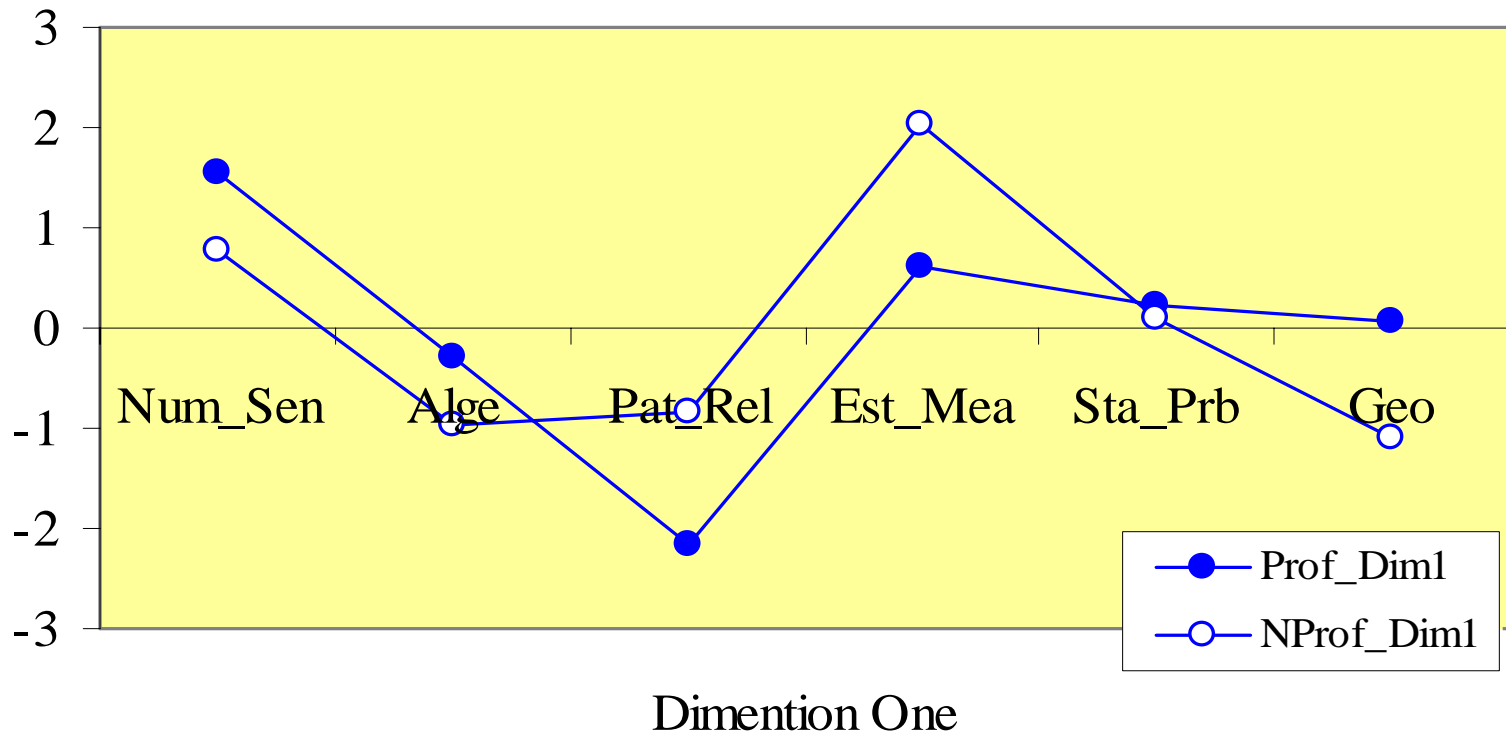 3
2
1
0
Num_Sen Alge Pat_Rel Est_Mea Sta_Prb Geo
-1
-2
-3
Prof_Dim1
NProf_Dim1
Dimention One